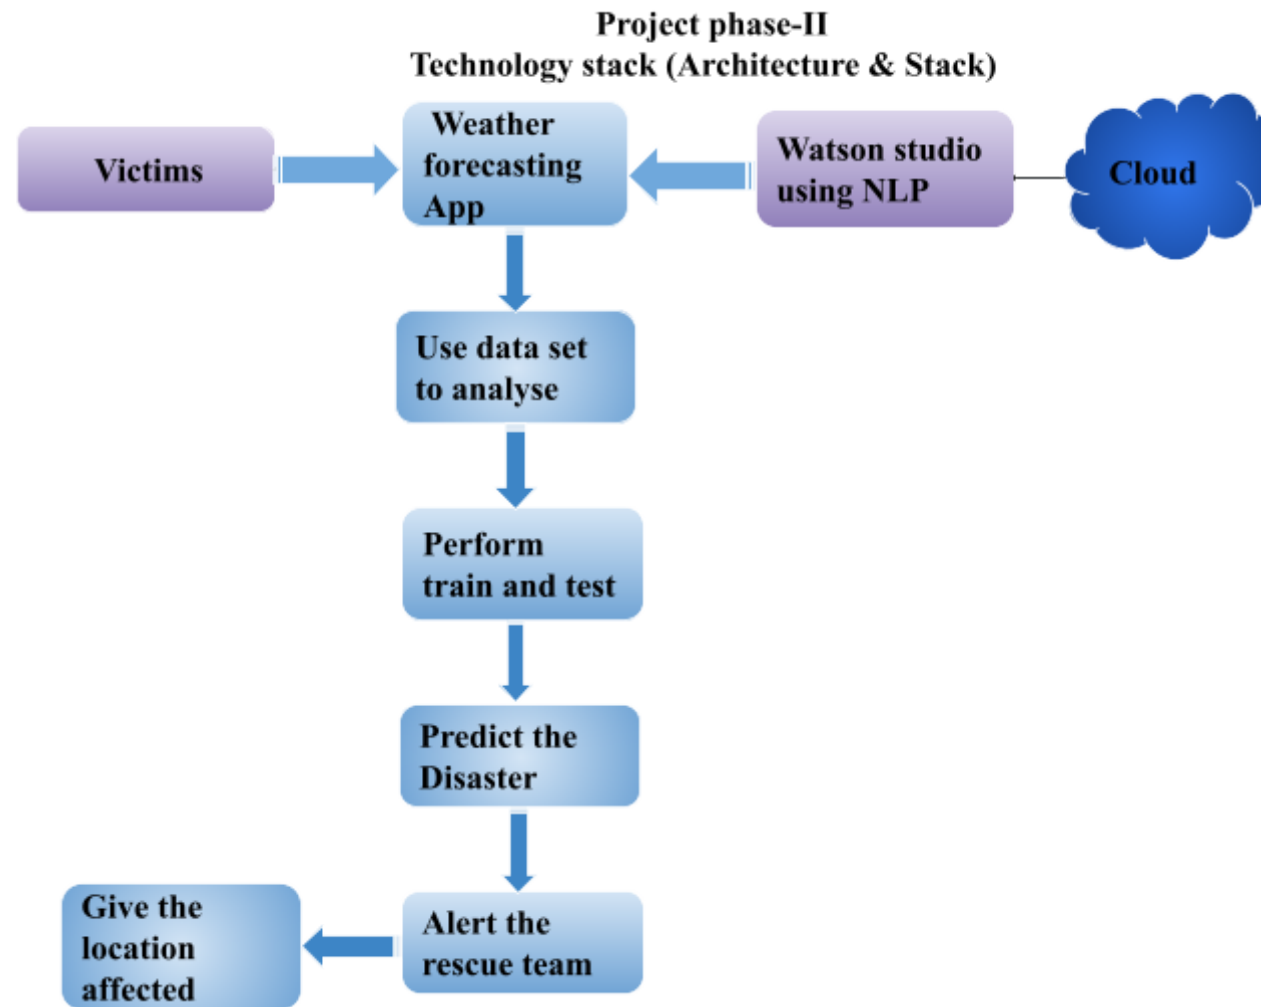 Project phase-II
Technology stack (Architecture & Stack)
Victims
Weather
forecasting
App
Watson studio
using NLP
Cloud
Use data set
to analyse
Perform
train and test
Predict the
Disaster
Alert the
rescue team
Give the
location
affected